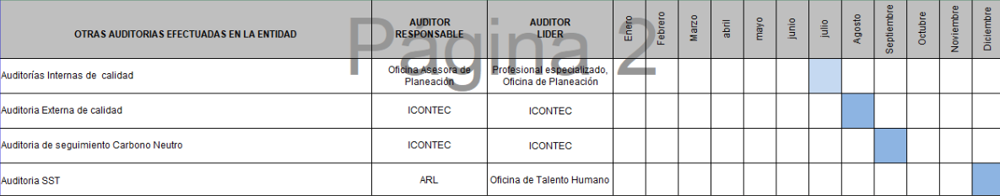 OTRAS AUDITORIAS EFECTUADAS EN LA ENTIDAD
AUDITOR
RESPONSABLE
AUDITOR
LIDER
Enero
Febrero
Marzo
abril
mayo
junio
julio
Agosto
Septiembre
Octubre
Noviembre
Diciembre
Página 2
Auditorías Internas de calidad
Oficina Asesora de
Planeación
Profesional especializado,
Oficina de Planeación
Auditoria Externa de calidad
ICONTEC
ICONTEC
Auditoria de seguimiento Carbono Neutro
ICONTEC
ICONTEC
Auditoria SST
ARL
Oficina de Talento Humano